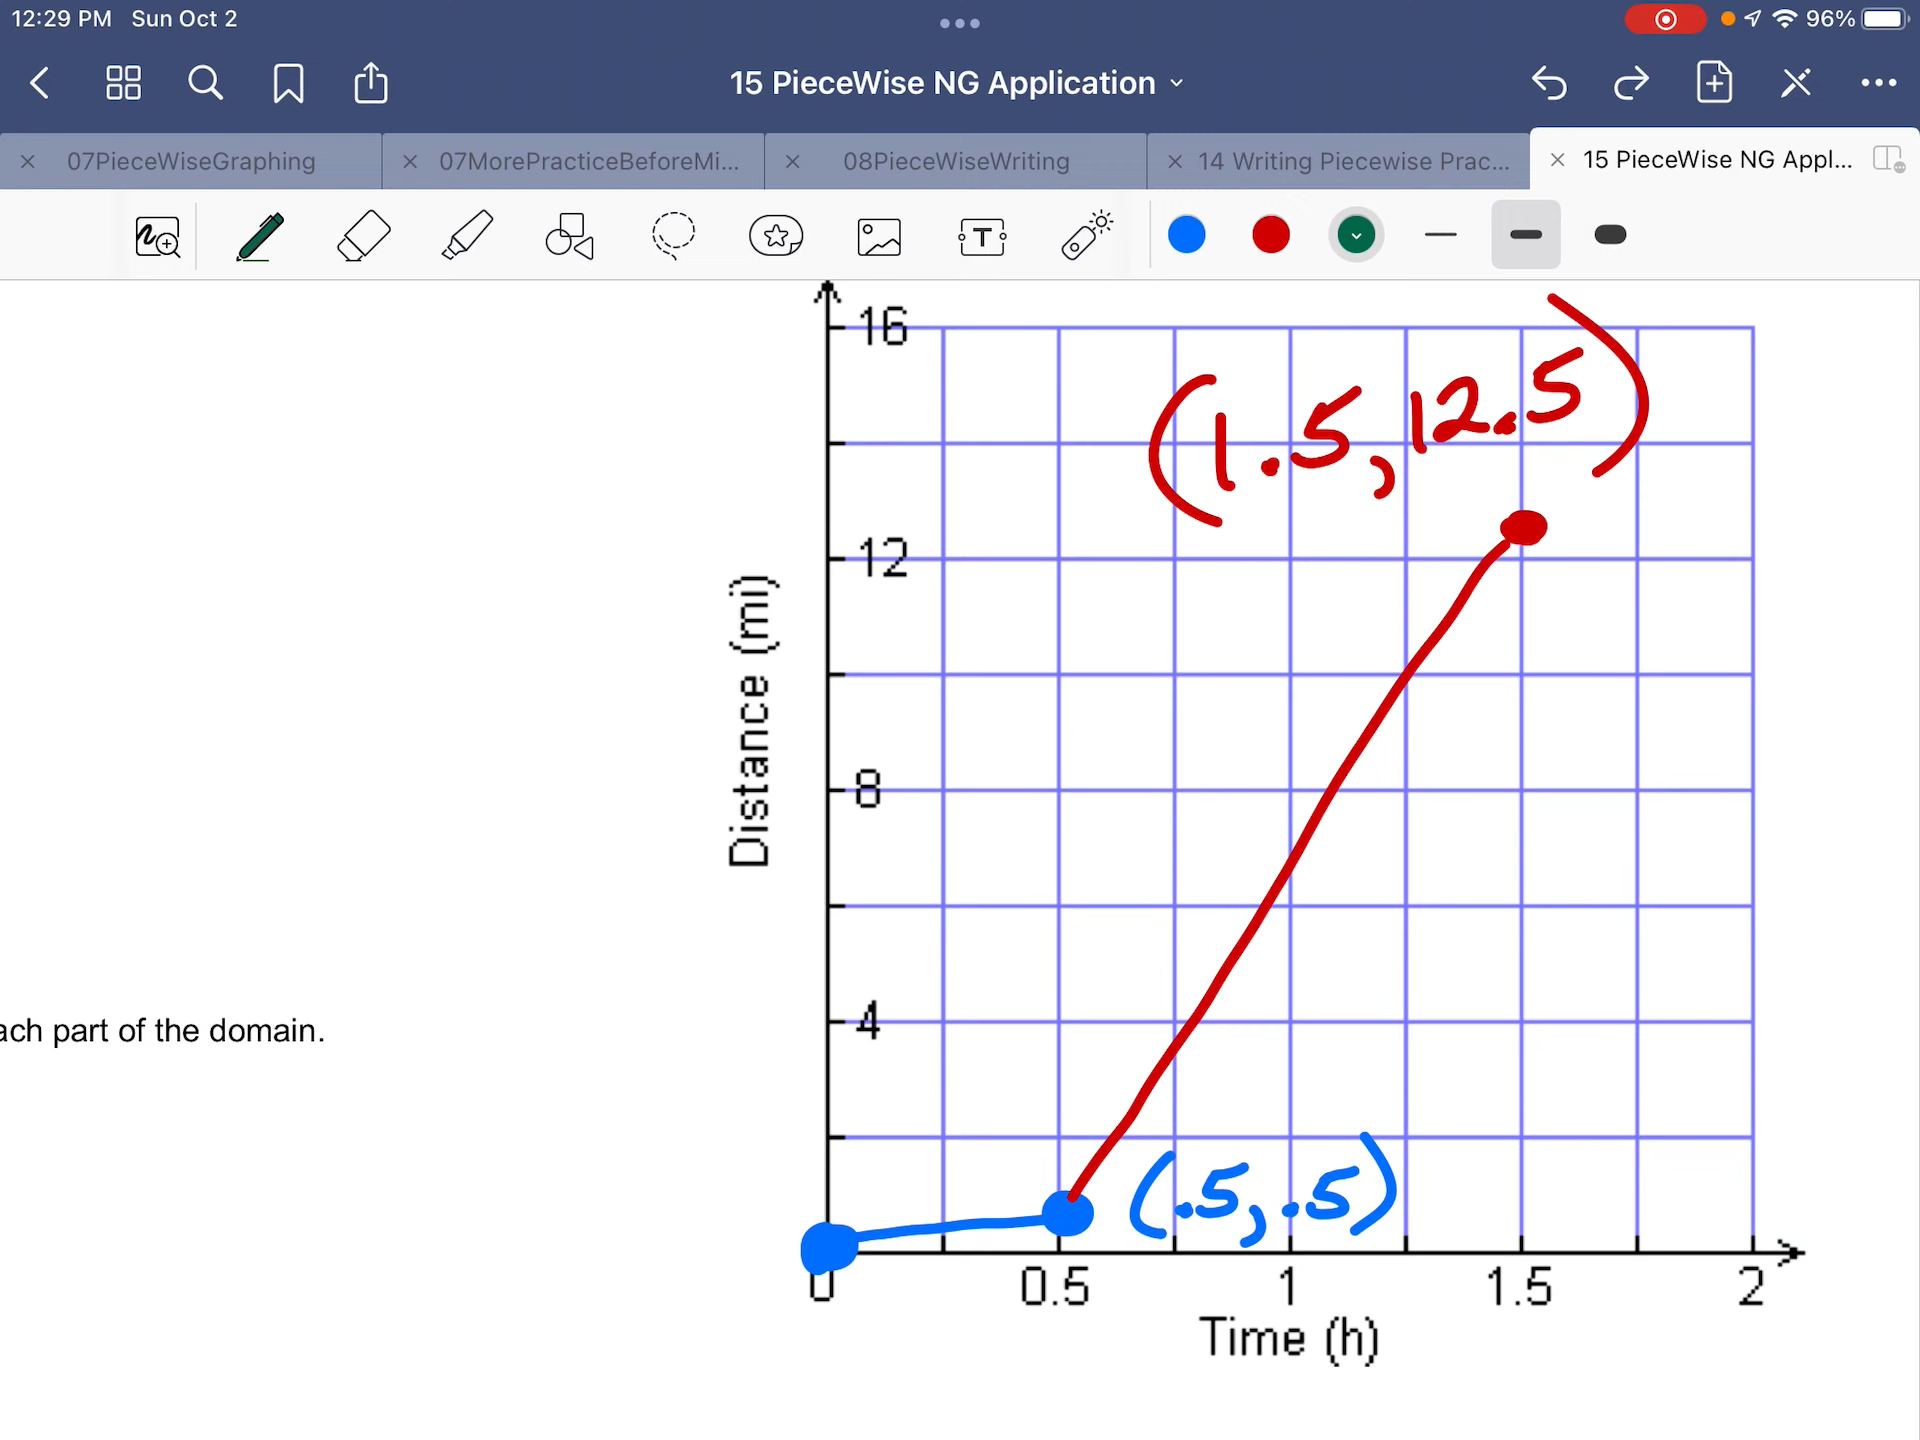 12:29 PM Sun Oct 2
96%
15 PieceWise NG Application
07PieceWiseGraphing
07MorePracticeBeforeMi...
08PieceWiseWriting
14 Writing Piecewise Prac...
15 PieceWise NG Appl...
T
16
(1.5, 12.5)
12
Distance (mi)
8
4
ach part of the domain.
(.5, .5)
0 0.5 1 1.5 2
Time (h)